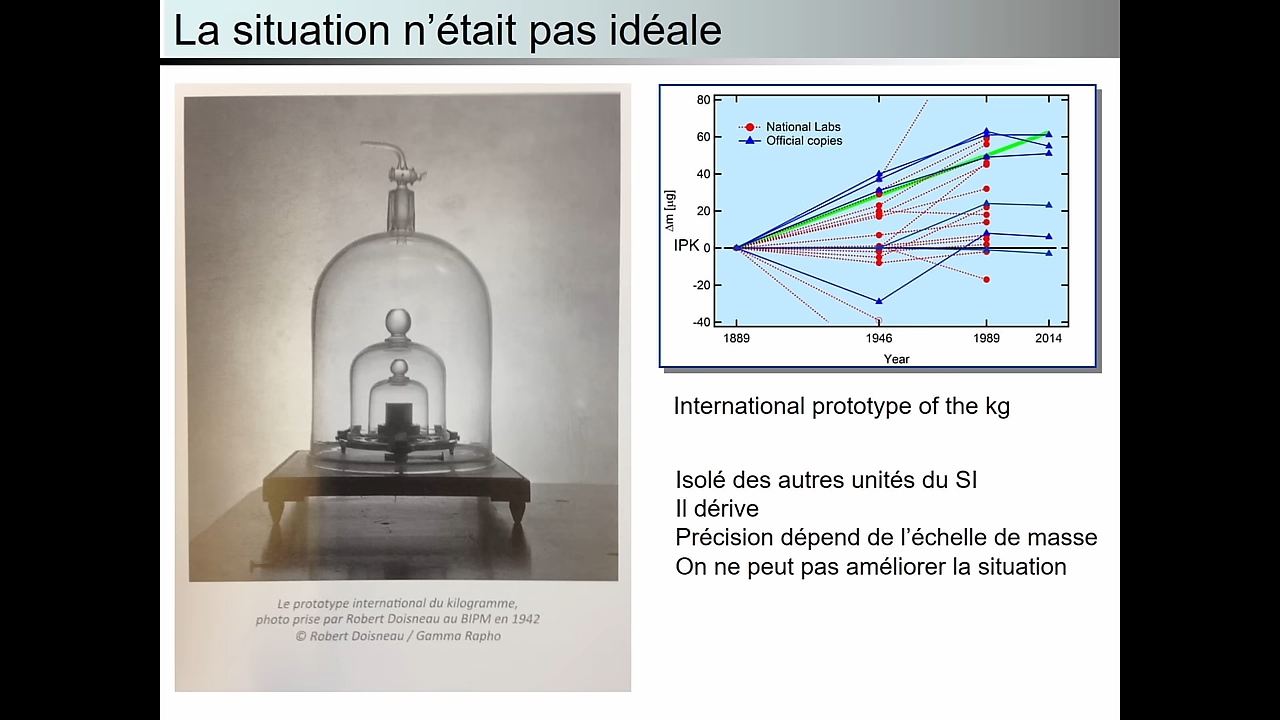 La situation n'était pas idéale
Le prototype international du kilogramme,
photo prise par Robert Doisneau au BIPM en 1942
© Robert Doisneau / Gamma Rapho
80
60
40
20
IPK 0
-20
-40
Δm [µg]
National Labs
Official copies
1889 1946 1989 2014
Year
International prototype of the kg
Isolé des autres unités du SI
Il dérive
Précision dépend de l'échelle de masse
On ne peut pas améliorer la situation